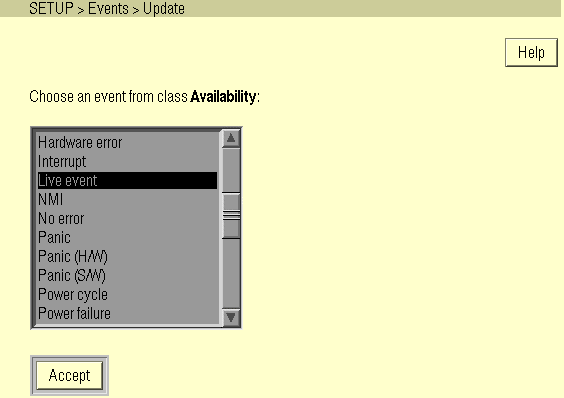 SETUP > Events > Update
Help
Choose an event from class Availability:
Hardware error
Interrupt
Live event
NMI
No error
Panic
Panic (H/W)
Panic (S/W)
Power cycle
Power failure
Accept